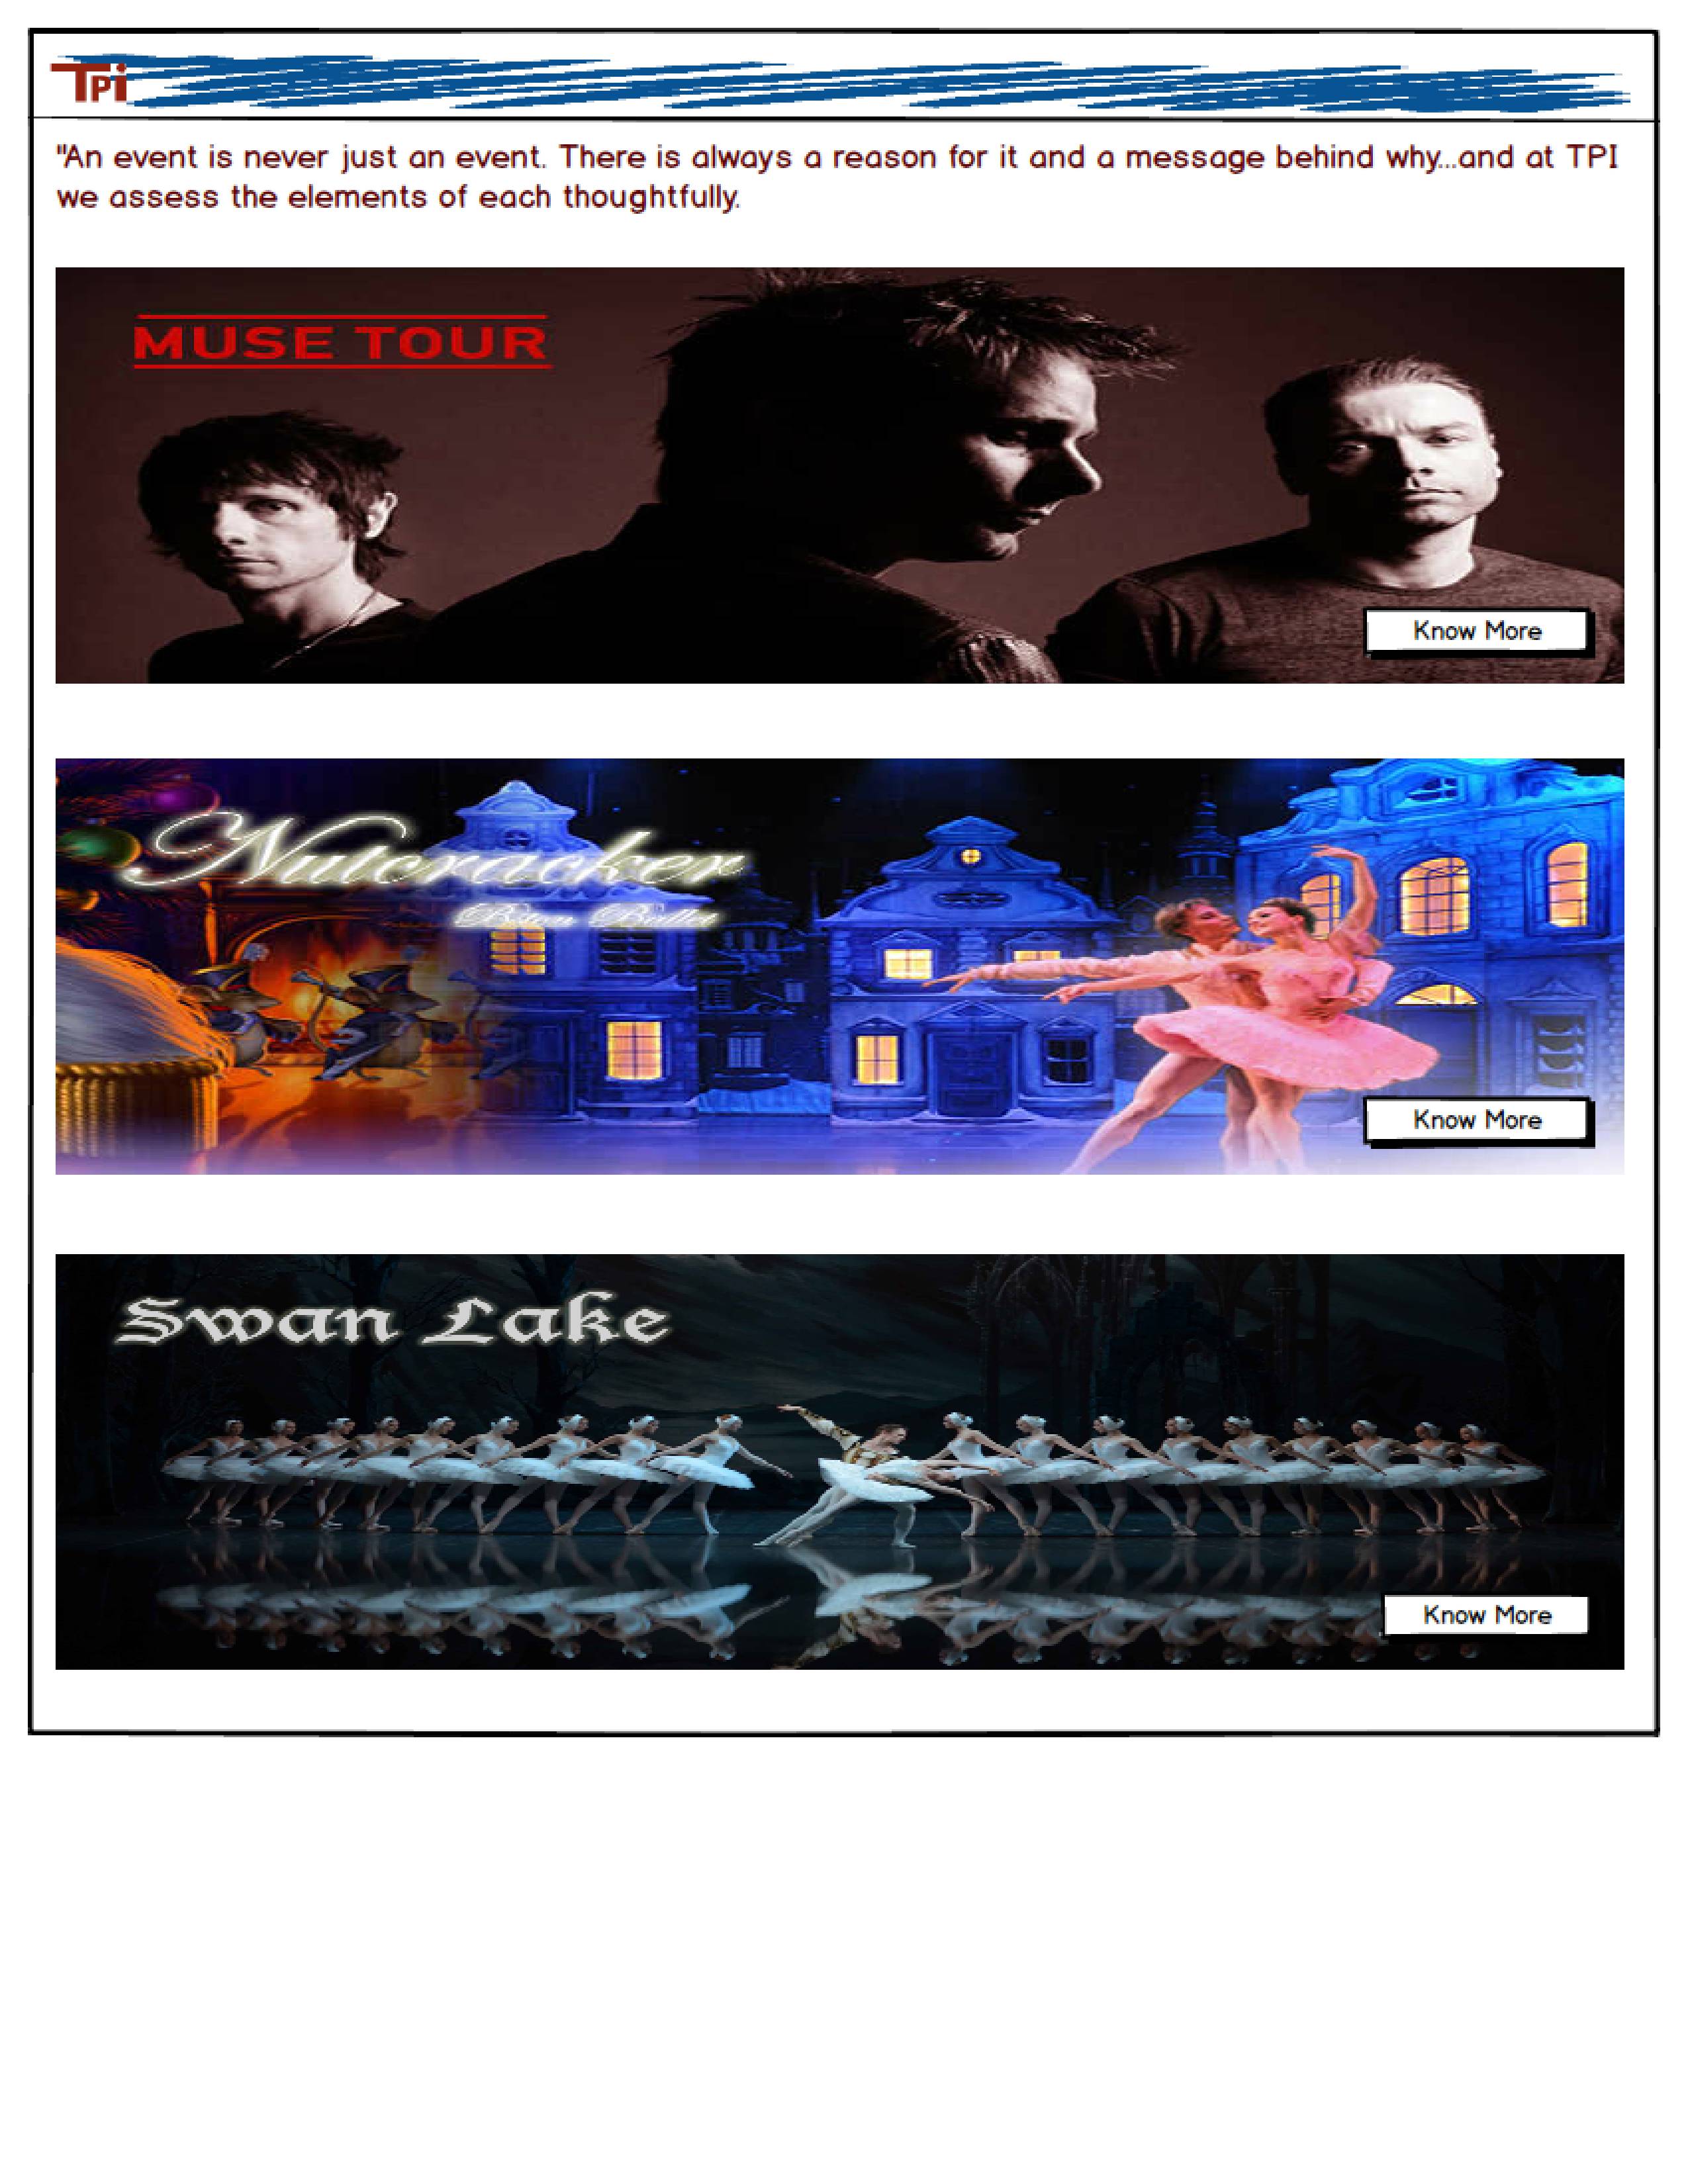 TPi
"An event is never just an event. There is always a reason for it and a message behind why...and at TPI
we assess the elements of each thoughtfully.
MUSE TOUR
Know More
Nutcracker
Ballet
Know More
Swan Lake
Know More